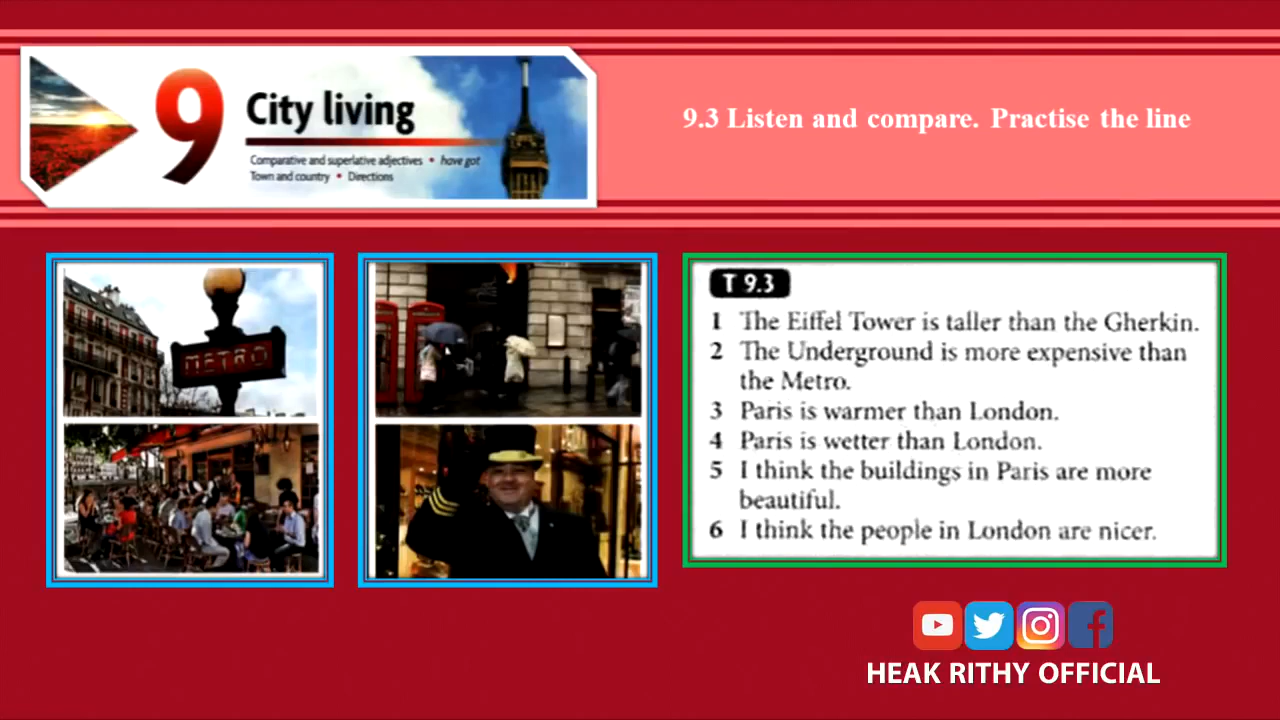 9
City living
Comparative and superlative adjectives • have got
Town and country • Directions
9.3 Listen and compare. Practise the line
METRO
T 9.3
1 The Eiffel Tower is taller than the Gherkin.
2 The Underground is more expensive than
the Metro.
3 Paris is warmer than London.
4 Paris is wetter than London.
5 I think the buildings in Paris are more
beautiful.
6 I think the people in London are nicer.
HEAK RITHY OFFICIAL